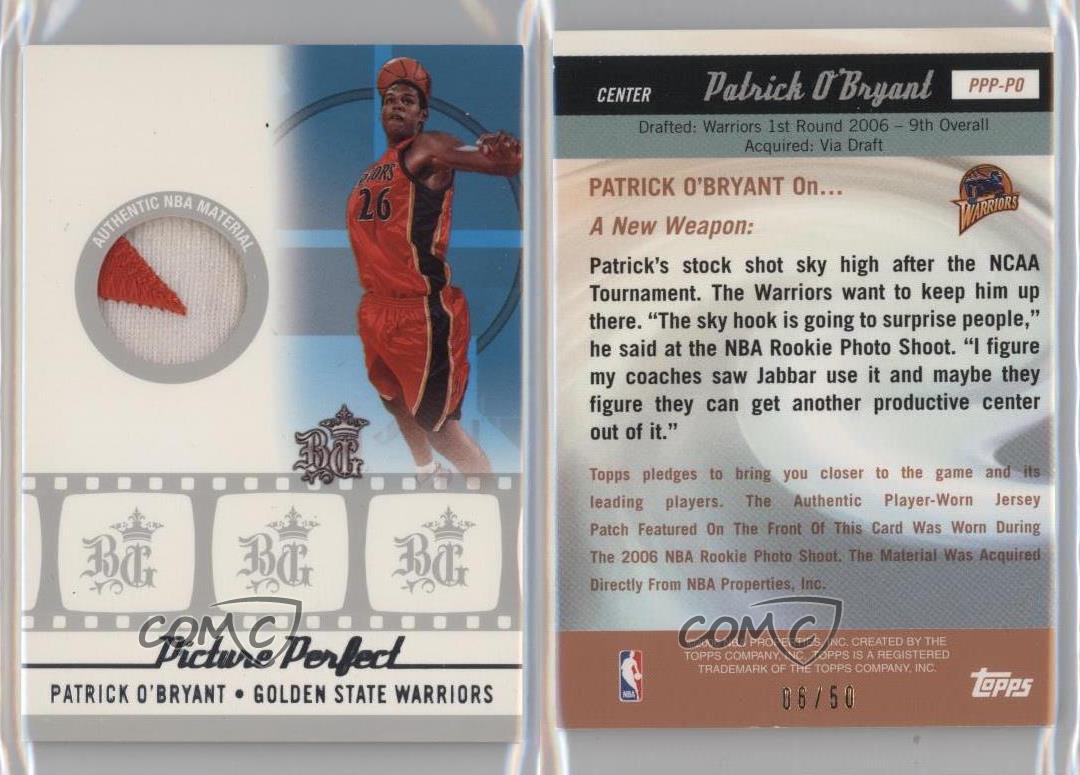 AUTHENTIC NBA MATERIAL
26
BG
BG
BG
BG
COMC
Picture Perfect
PATRICK O'BRYANT • GOLDEN STATE WARRIORS
CENTER
Patrick O'Bryant
PPP-PO
Drafted: Warriors 1st Round 2006 – 9th Overall
Acquired: Via Draft
PATRICK O'BRYANT On...
WARRIORS
A New Weapon:
Patrick's stock shot sky high after the NCAA
Tournament. The Warriors want to keep him up
there. “The sky hook is going to surprise people,”
he said at the NBA Rookie Photo Shoot. “I figure
my coaches saw Jabbar use it and maybe they
figure they can get another productive center
out of it.”
Topps pledges to bring you closer to the game and its
leading players. The Authentic Player-Worn Jersey
Patch Featured On The Front Of This Card Was Worn During
The 2006 NBA Rookie Photo Shoot. The Material Was Acquired
Directly From NBA Properties, Inc.
COMC
PROPERTIES, INC. CREATED BY THE
TOPPS COMPANY, INC. TOPPS IS A REGISTERED
TRADEMARK OF THE TOPPS COMPANY, INC.
NBA
topps
06/50